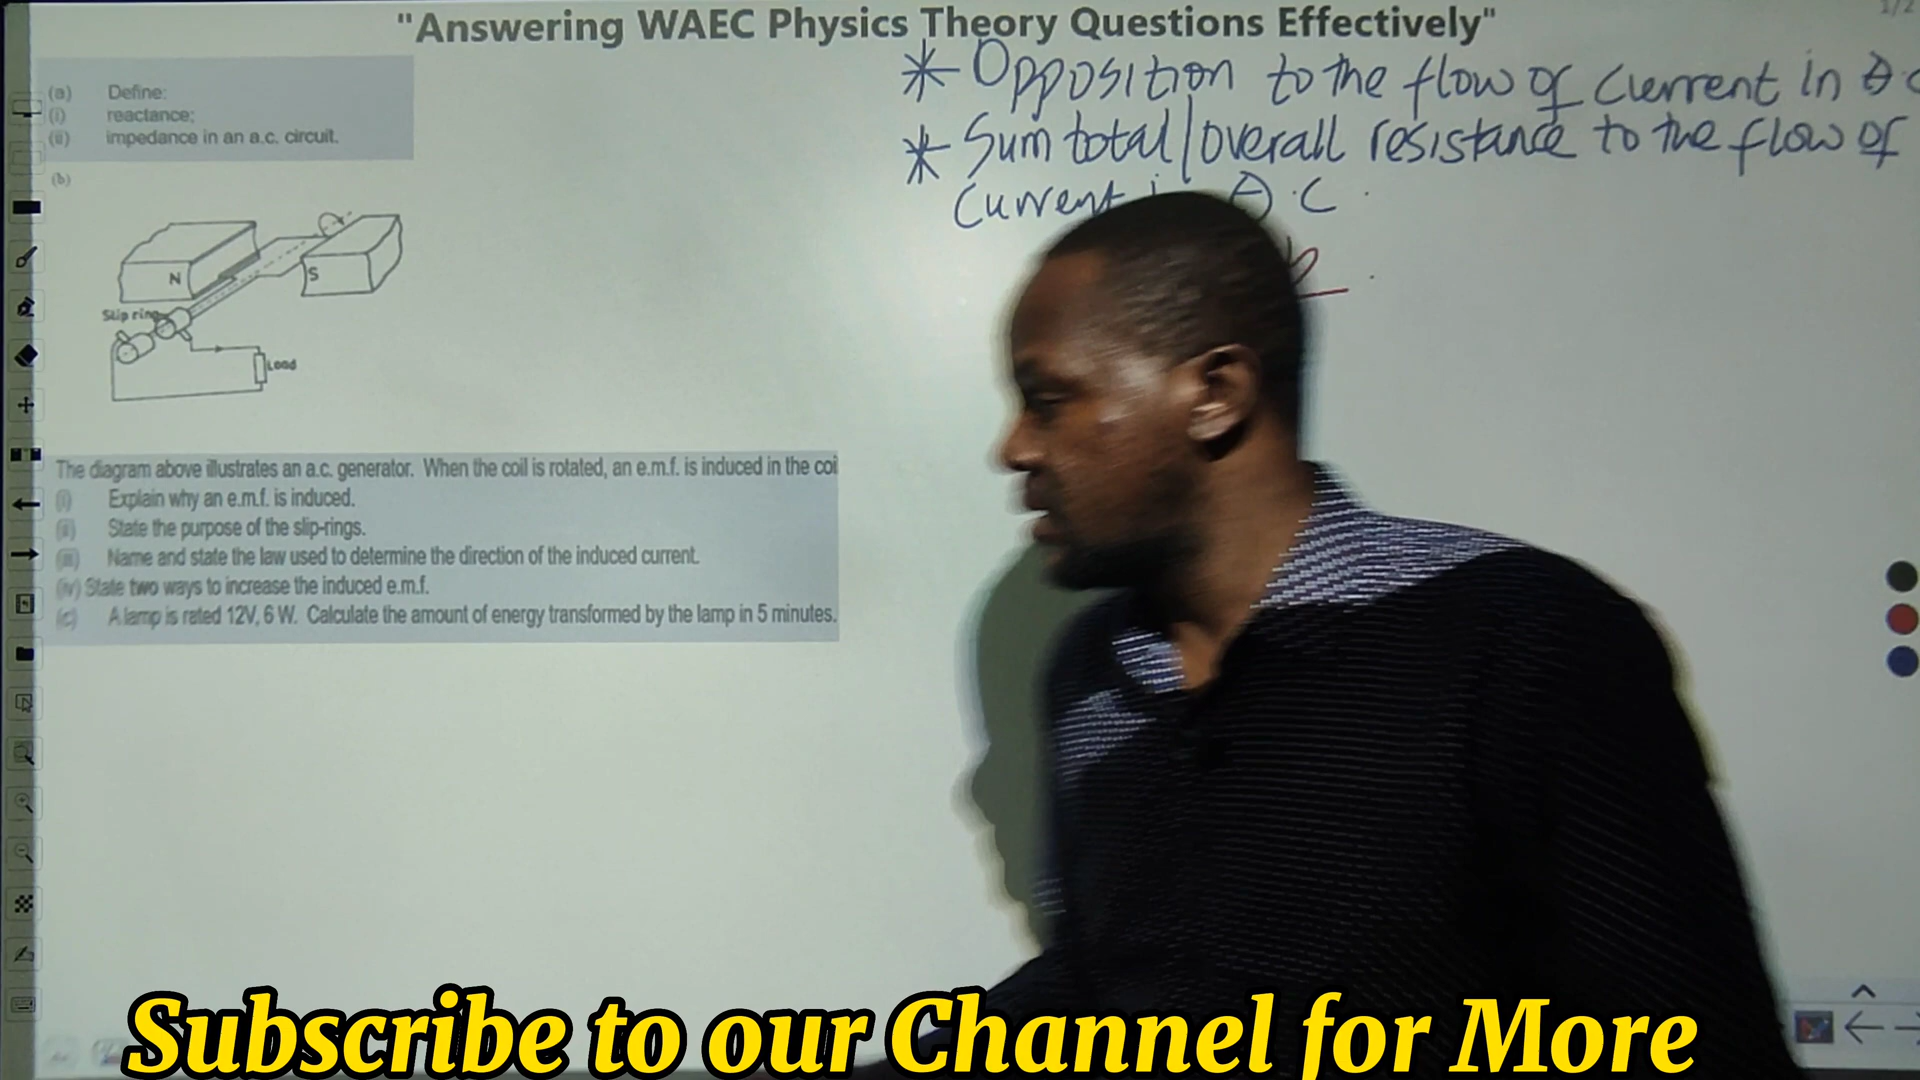 "Answering WAEC Physics Theory Questions Effectively"
1/2
(a) Define:
(i) reactance;
(ii) impedance in an a.c. circuit.
(b)
N
S
Slip ring
Load
The diagram above illustrates an a.c. generator. When the coil is rotated, an e.m.f. is induced in the coi
(i) Explain why an e.m.f. is induced.
(ii) State the purpose of the slip-rings.
(iii) Name and state the law used to determine the direction of the induced current.
(iv) State two ways to increase the induced e.m.f.
(c) A lamp is rated 12V, 6 W. Calculate the amount of energy transformed by the lamp in 5 minutes.
* Opposition to the flow of current in A.C
* Sum total/overall resistance to the flow of
Current A.C.
Subscribe to our Channel for More